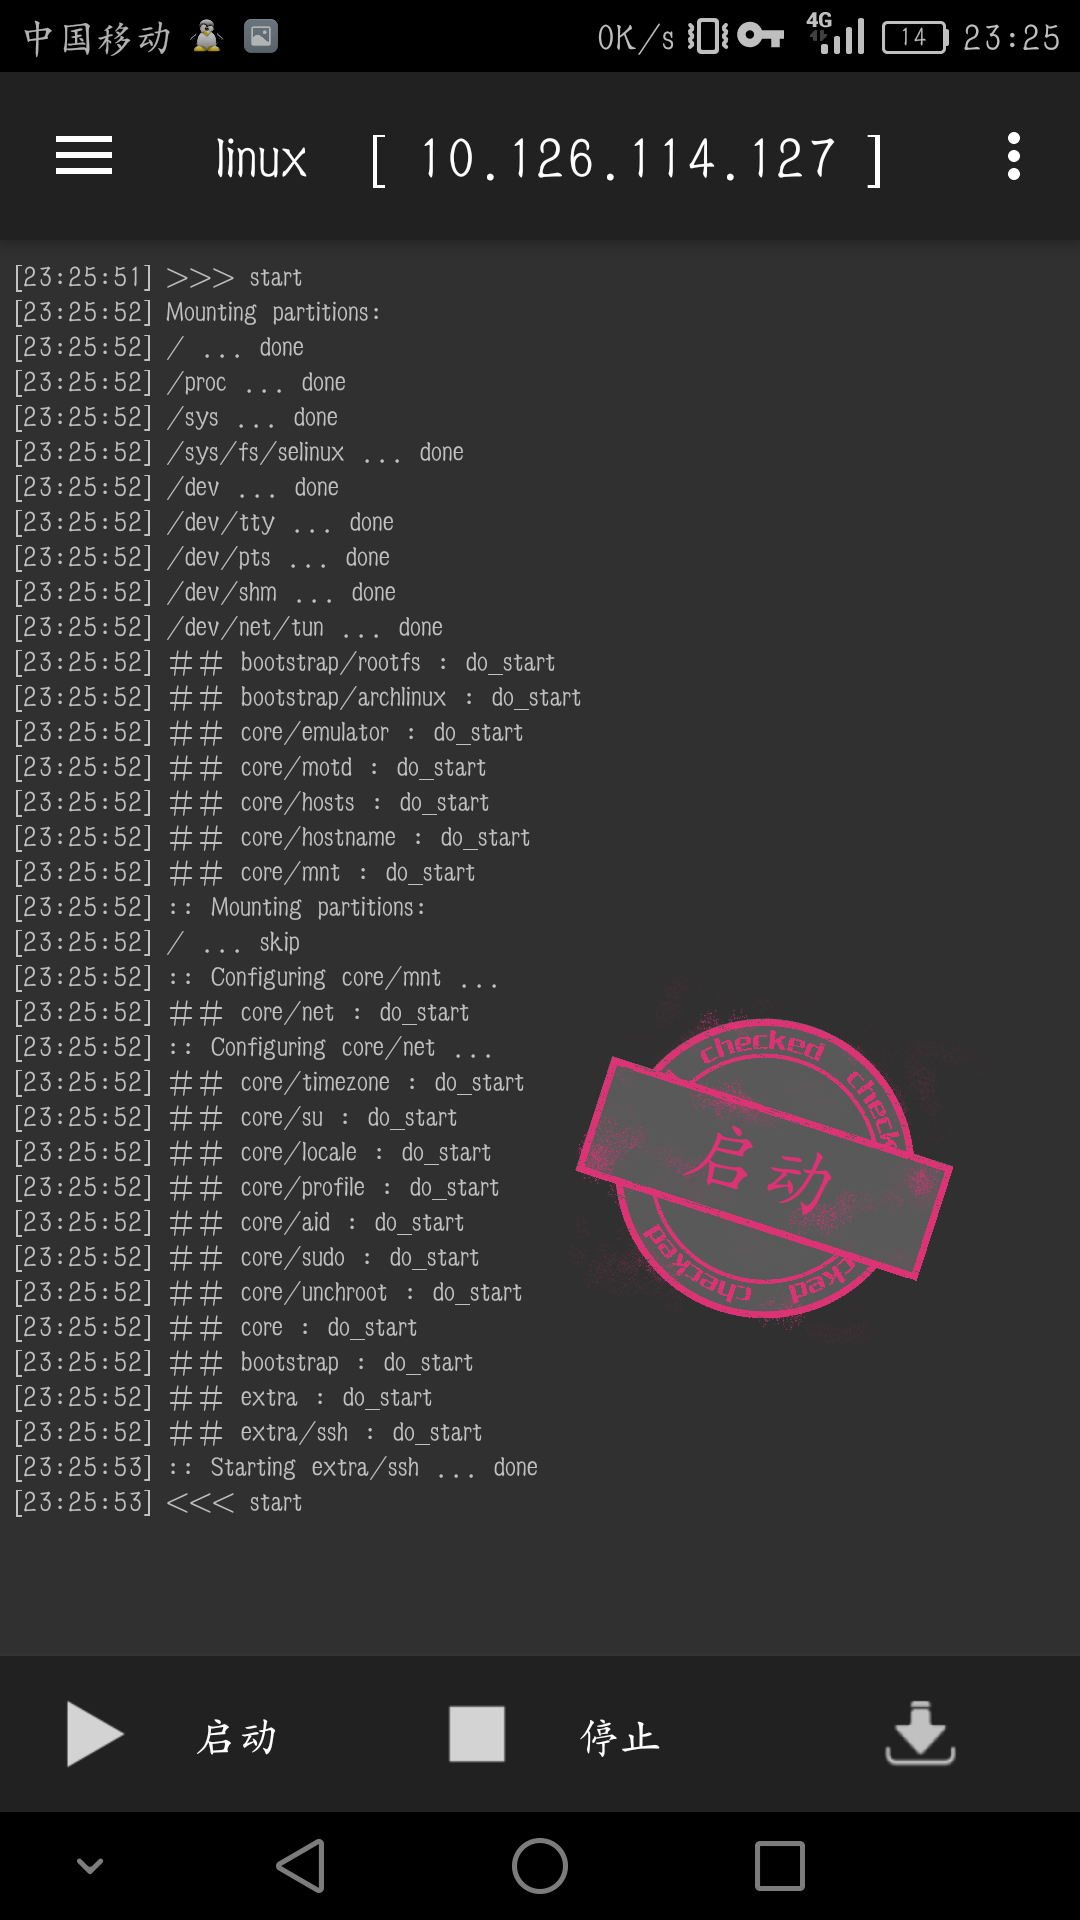 中国移动 0K/s 4G 14 23:25
linux [ 10.126.114.127 ]
[23:25:51] >>> start
[23:25:52] Mounting partitions:
[23:25:52] / ... done
[23:25:52] /proc ... done
[23:25:52] /sys ... done
[23:25:52] /sys/fs/selinux ... done
[23:25:52] /dev ... done
[23:25:52] /dev/tty ... done
[23:25:52] /dev/pts ... done
[23:25:52] /dev/shm ... done
[23:25:52] /dev/net/tun ... done
[23:25:52] ## bootstrap/rootfs : do_start
[23:25:52] ## bootstrap/archlinux : do_start
[23:25:52] ## core/emulator : do_start
[23:25:52] ## core/motd : do_start
[23:25:52] ## core/hosts : do_start
[23:25:52] ## core/hostname : do_start
[23:25:52] ## core/mnt : do_start
[23:25:52] :: Mounting partitions:
[23:25:52] / ... skip
[23:25:52] :: Configuring core/mnt ...
[23:25:52] ## core/net : do_start
[23:25:52] :: Configuring core/net ...
[23:25:52] ## core/timezone : do_start
[23:25:52] ## core/su : do_start
[23:25:52] ## core/locale : do_start
[23:25:52] ## core/profile : do_start
[23:25:52] ## core/aid : do_start
[23:25:52] ## core/sudo : do_start
[23:25:52] ## core/unchroot : do_start
[23:25:52] ## core : do_start
[23:25:52] ## bootstrap : do_start
[23:25:52] ## extra : do_start
[23:25:52] ## extra/ssh : do_start
[23:25:53] :: Starting extra/ssh ... done
[23:25:53] <<< start
checked check
启动
checked checked cked
启动 停止